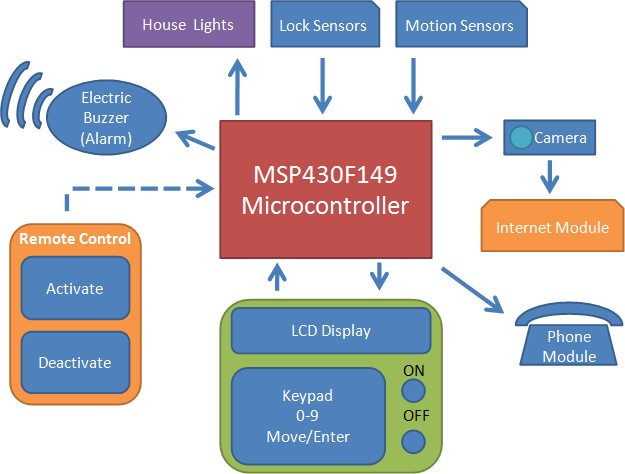 House Lights
Lock Sensors
Motion Sensors
Electric
Buzzer
(Alarm)
Camera
MSP430F149
Microcontroller
Internet Module
Remote Control
Activate
Deactivate
LCD Display
Phone
Module
ON
Keypad
0-9
Move/Enter
OFF